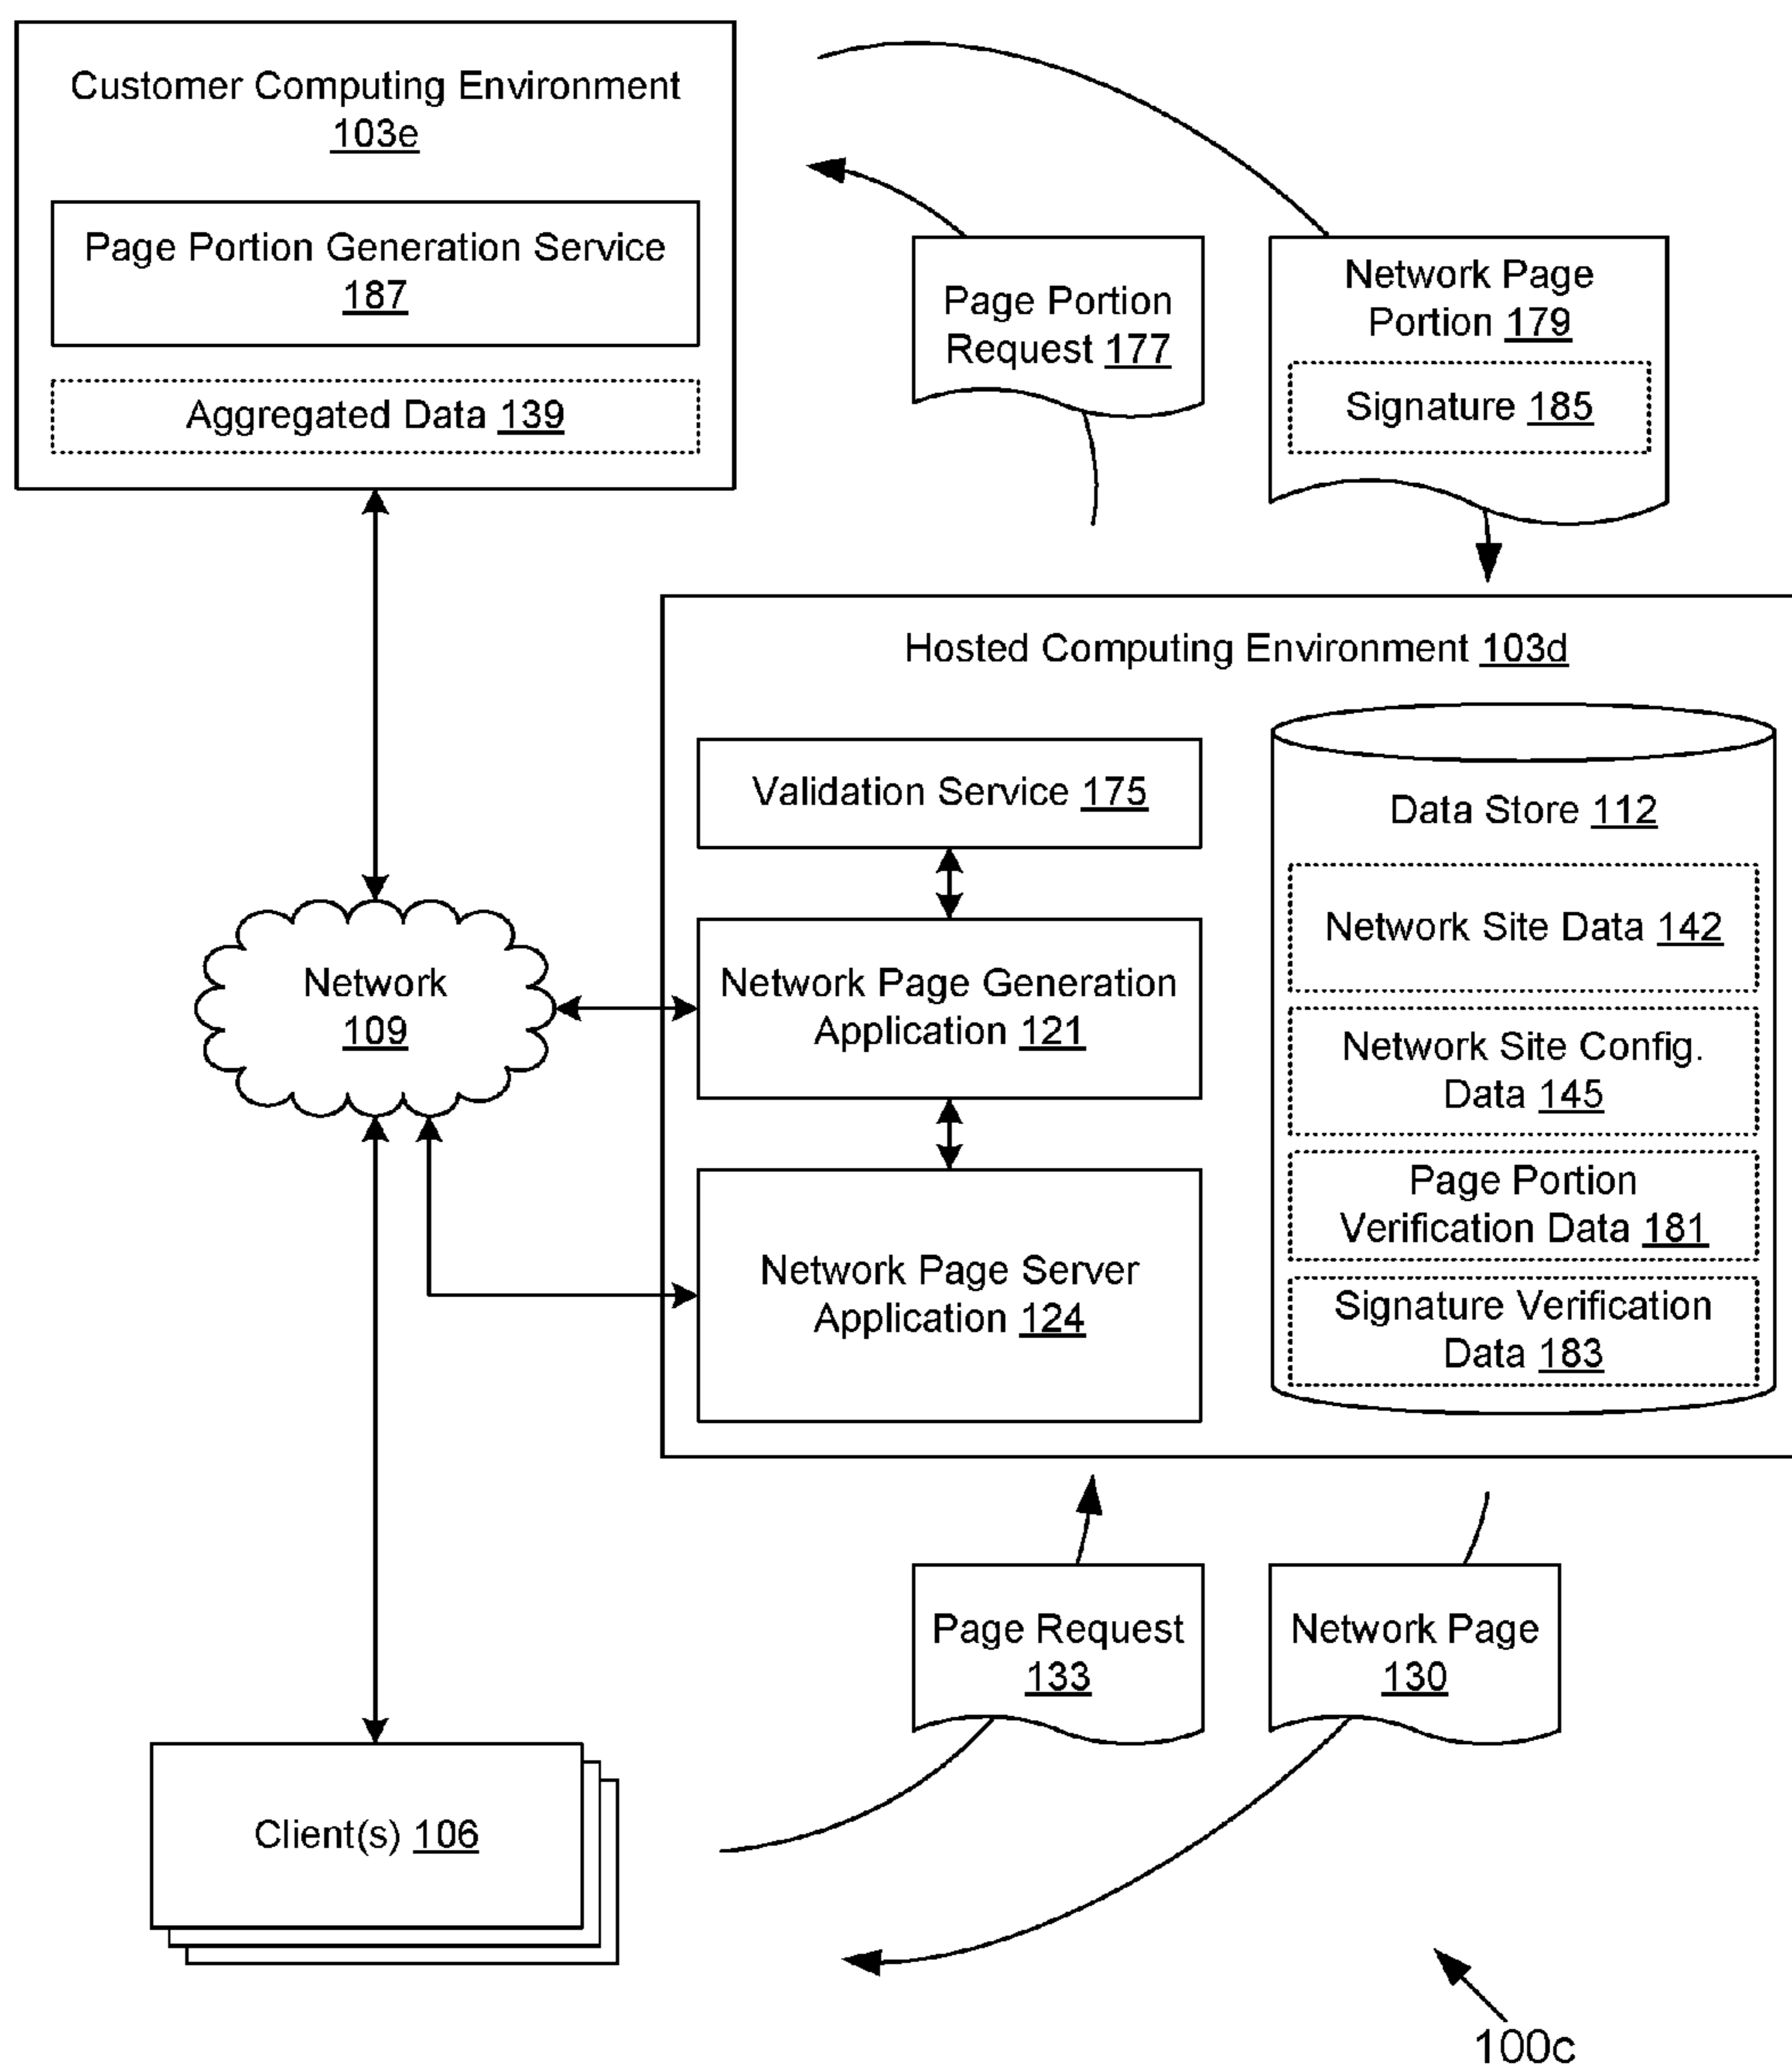 Customer Computing Environment
103e
Page Portion Generation Service
187
Aggregated Data 139
Page Portion
Request 177
Network Page
Portion 179
Signature 185
Hosted Computing Environment 103d
Validation Service 175
Data Store 112
Network Site Data 142
Network
109
Network Page Generation
Application 121
Network Site Config.
Data 145
Page Portion
Verification Data 181
Network Page Server
Application 124
Signature Verification
Data 183
Page Request
133
Network Page
130
Client(s) 106
100c